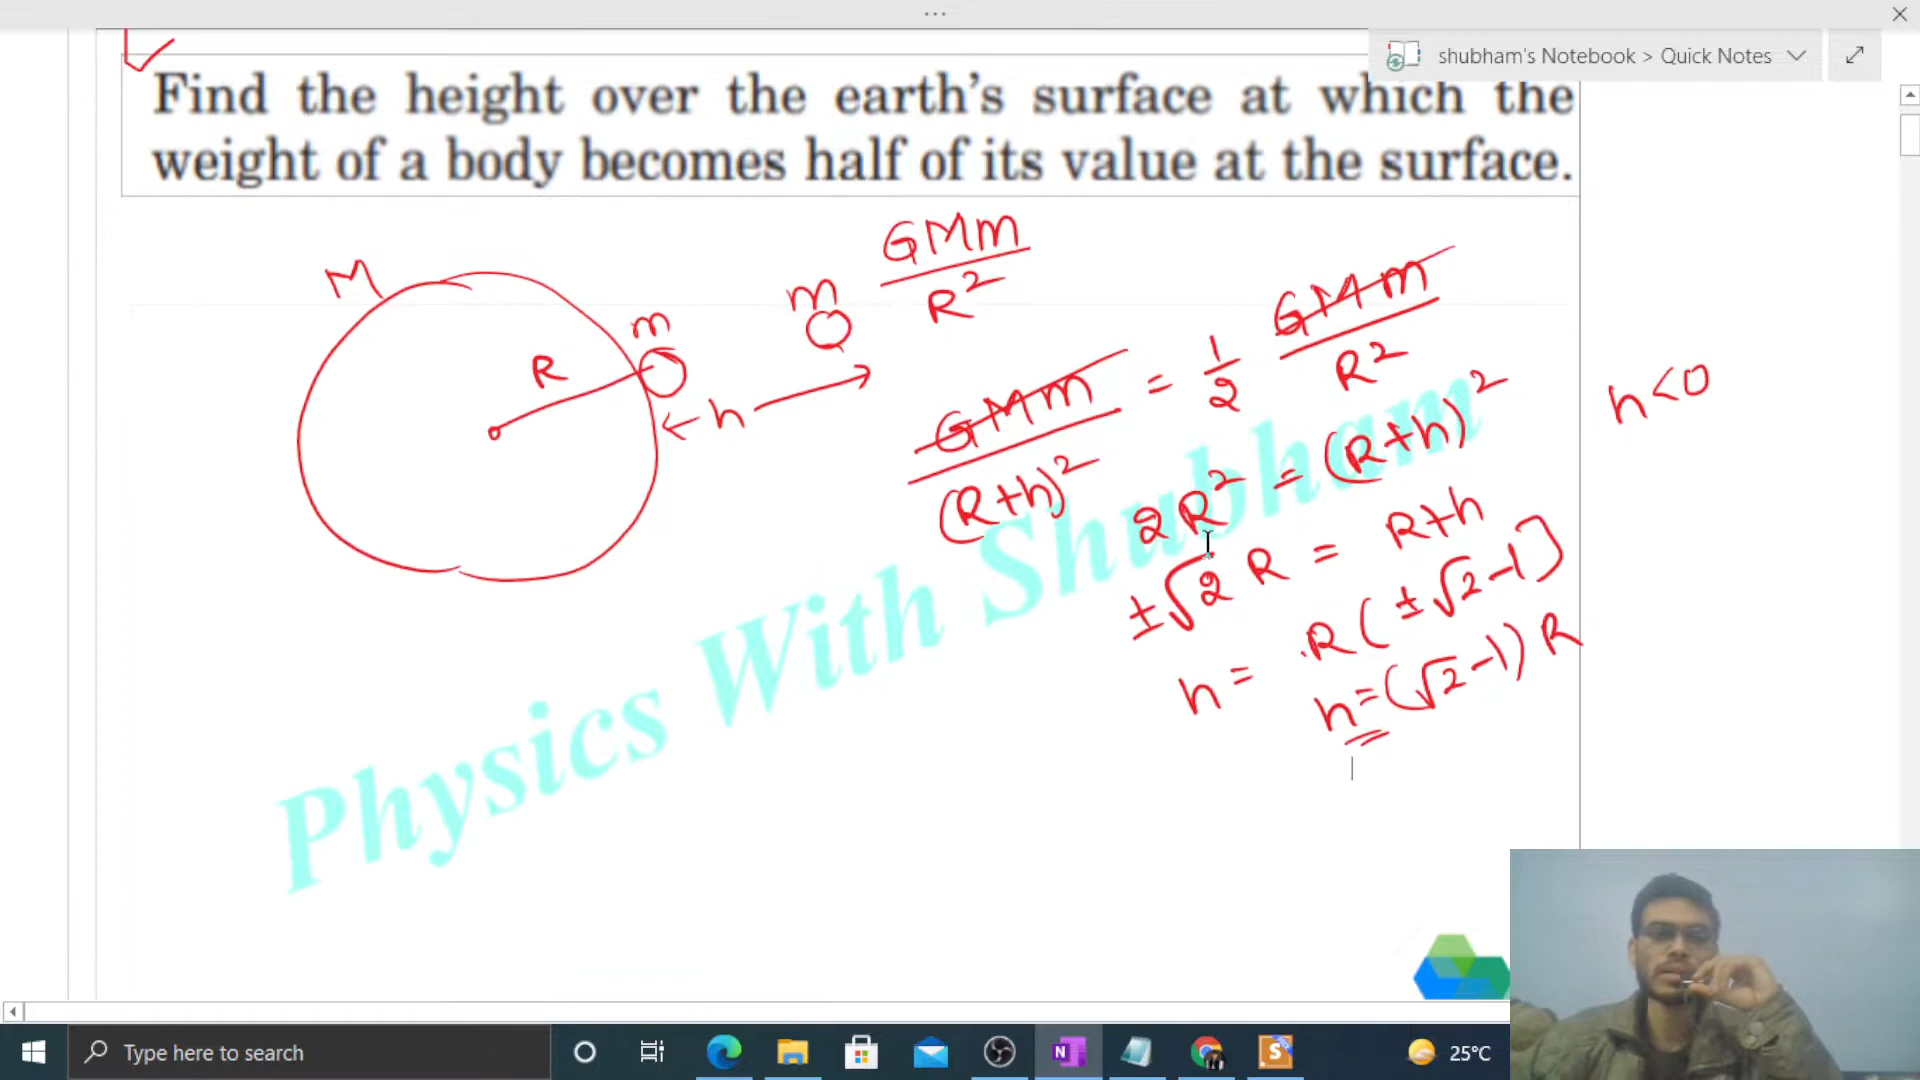 shubham's Notebook > Quick Notes
Find the height over the earth's surface at which the
weight of a body becomes half of its value at the surface.
M
R
m
h
m
GMm
R²
GMm
(R+h)²
= 1/2
GMm
R²
h<0
2R² = (R+h)²
±√2 R = R+h
h = R(±√2-1]
h=(√2-1) R
Physics With Shubham
Type here to search
N
S
25°C